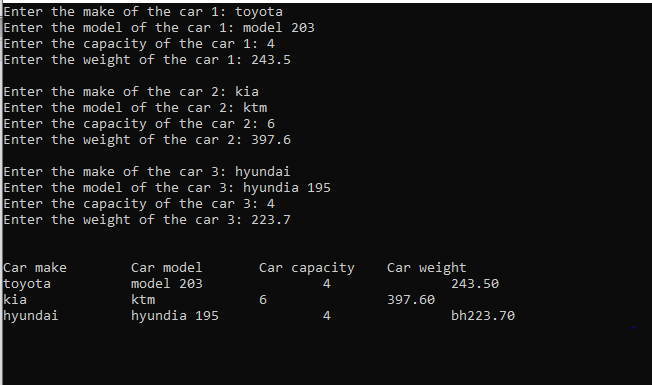 Enter the make of the car 1: toyota
Enter the model of the car 1: model 203
Enter the capacity of the car 1: 4
Enter the weight of the car 1: 243.5
Enter the make of the car 2: kia
Enter the model of the car 2: ktm
Enter the capacity of the car 2: 6
Enter the weight of the car 2: 397.6
Enter the make of the car 3: hyundai
Enter the model of the car 3: hyundia 195
Enter the capacity of the car 3: 4
Enter the weight of the car 3: 223.7
Car make Car model Car capacity Car weight
toyota model 203 4 243.50
kia ktm 6 397.60
hyundai hyundia 195 4 bh223.70